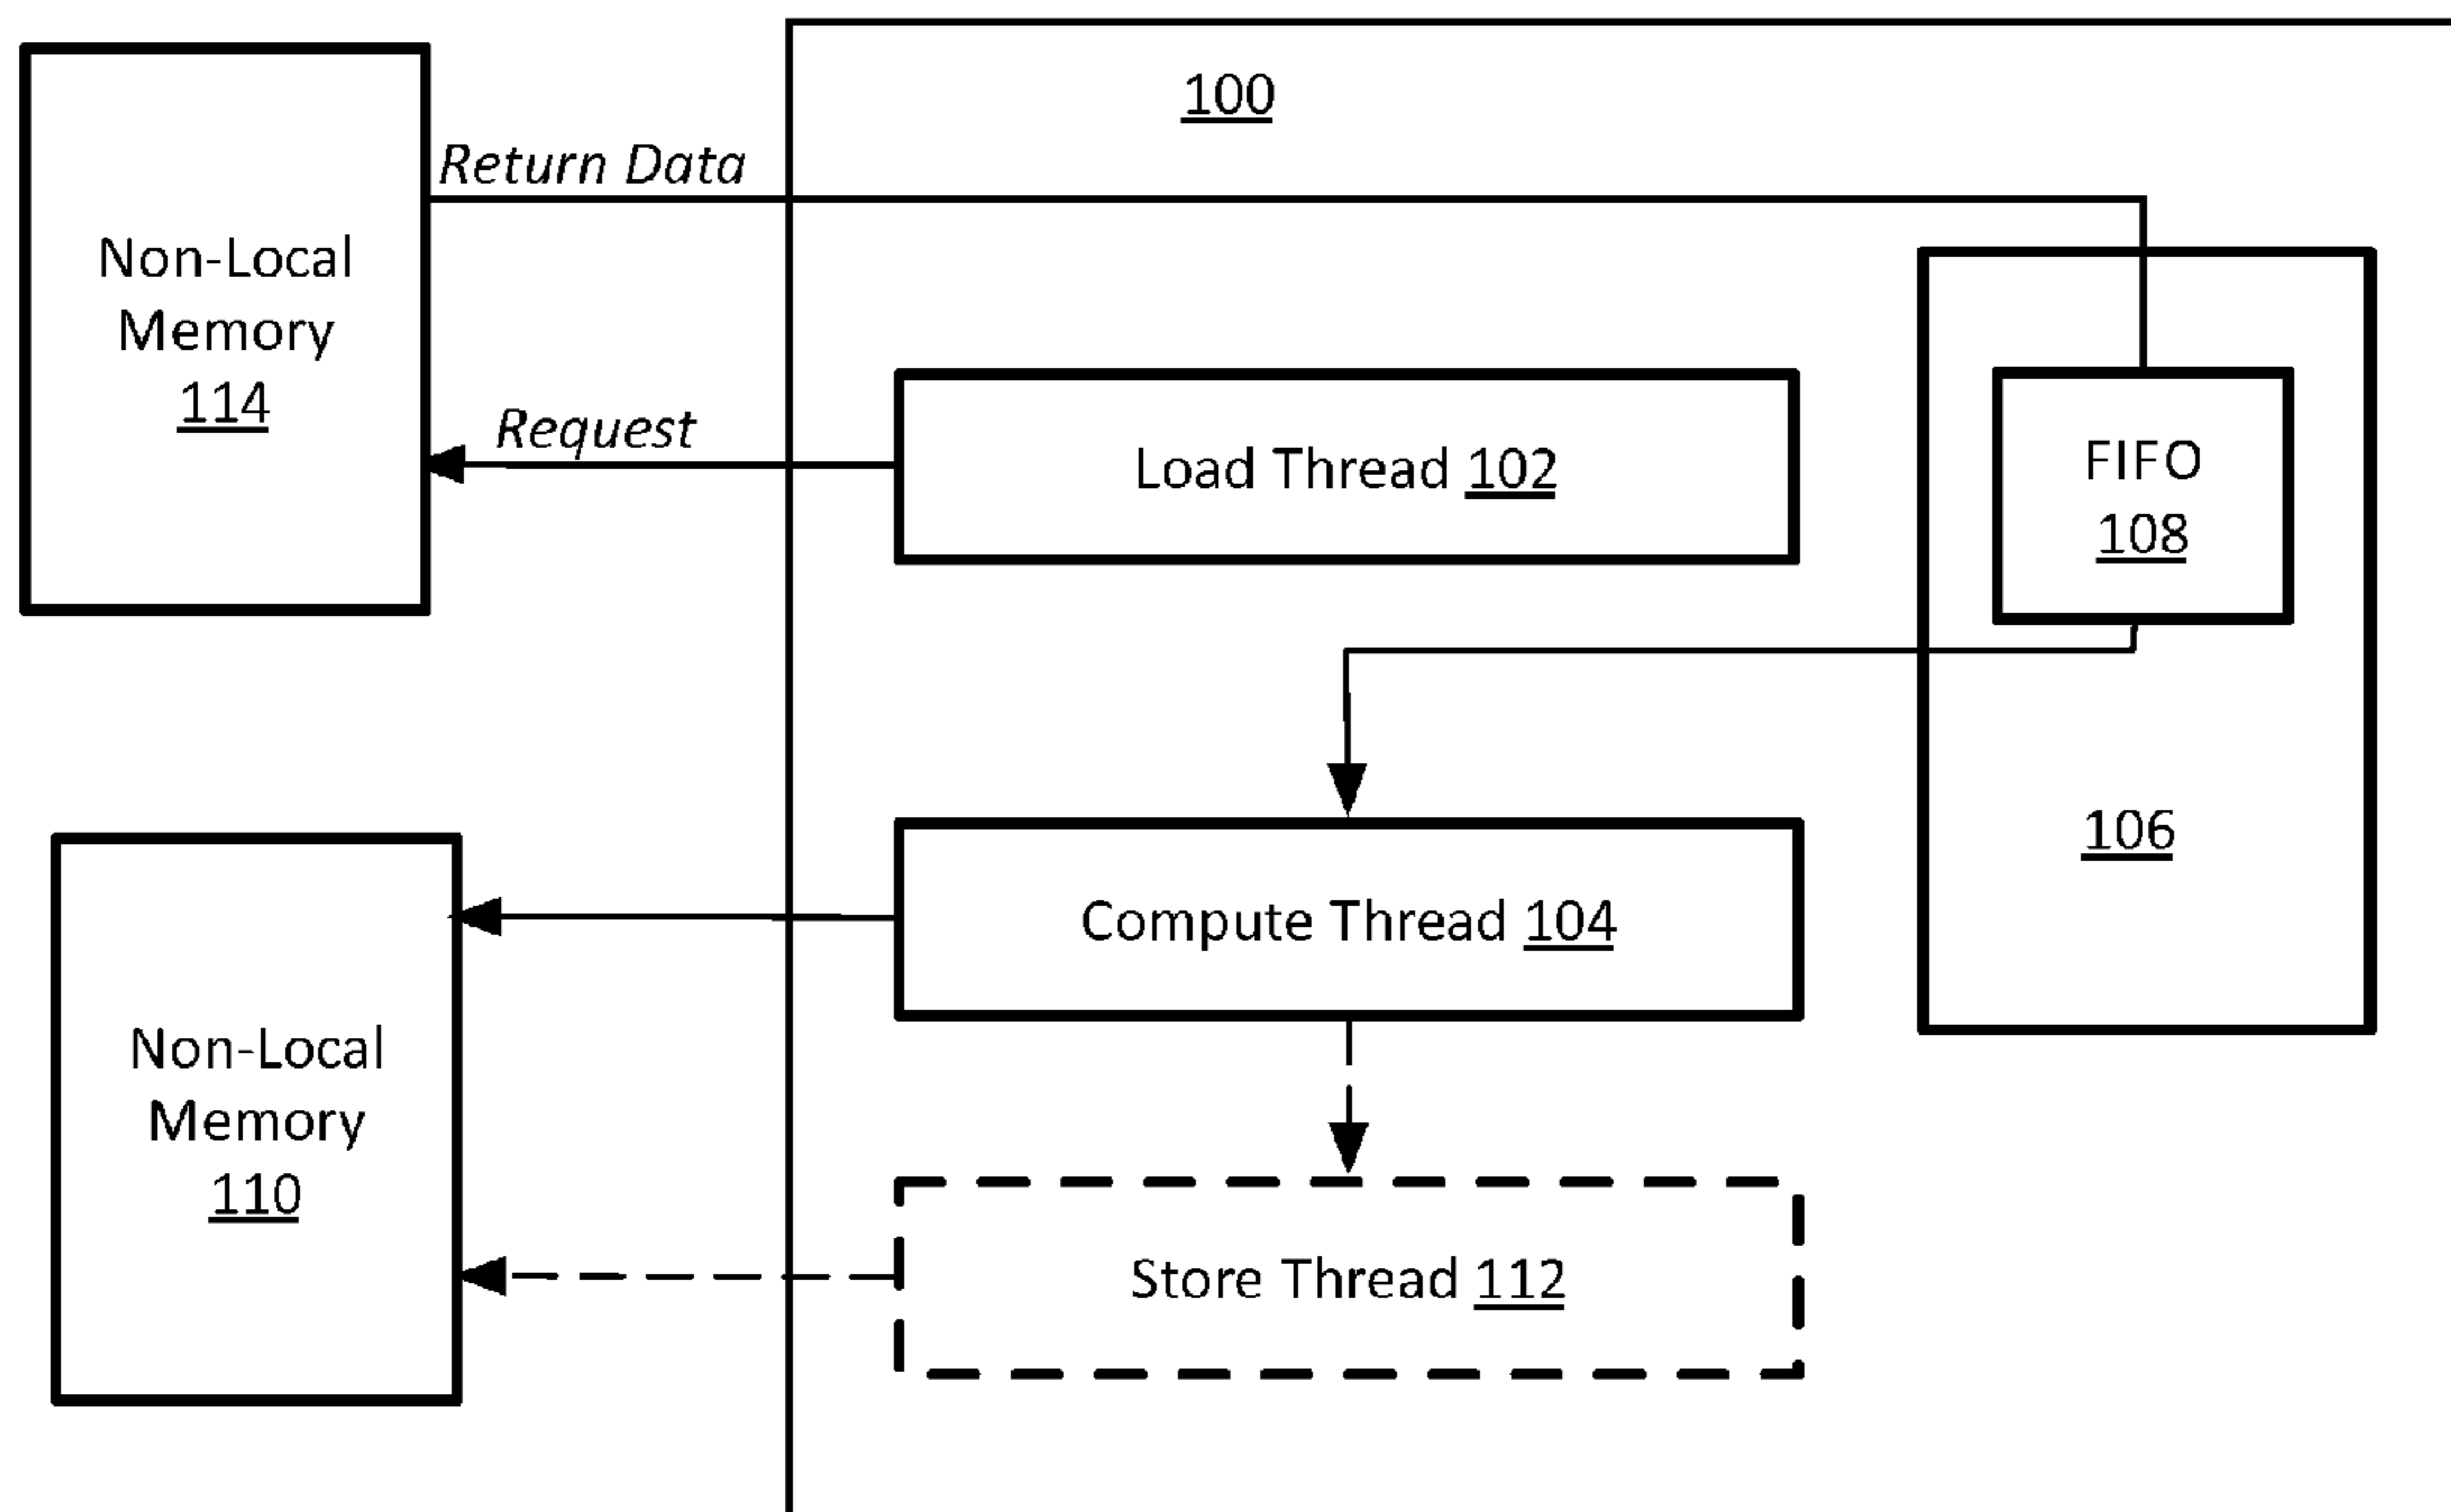 100
Return Data
Non-Local
Memory
114
Request
Load Thread 102
FIFO
108
106
Compute Thread 104
Non-Local
Memory
110
Store Thread 112